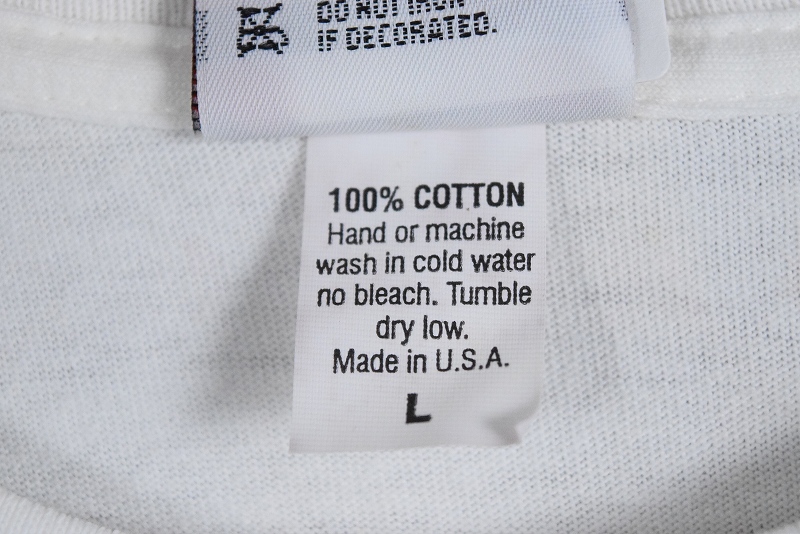 DO NOT IRON
IF DECORATED.
100% COTTON
Hand or machine
wash in cold water
no bleach. Tumble
dry low.
Made in U.S.A.
L